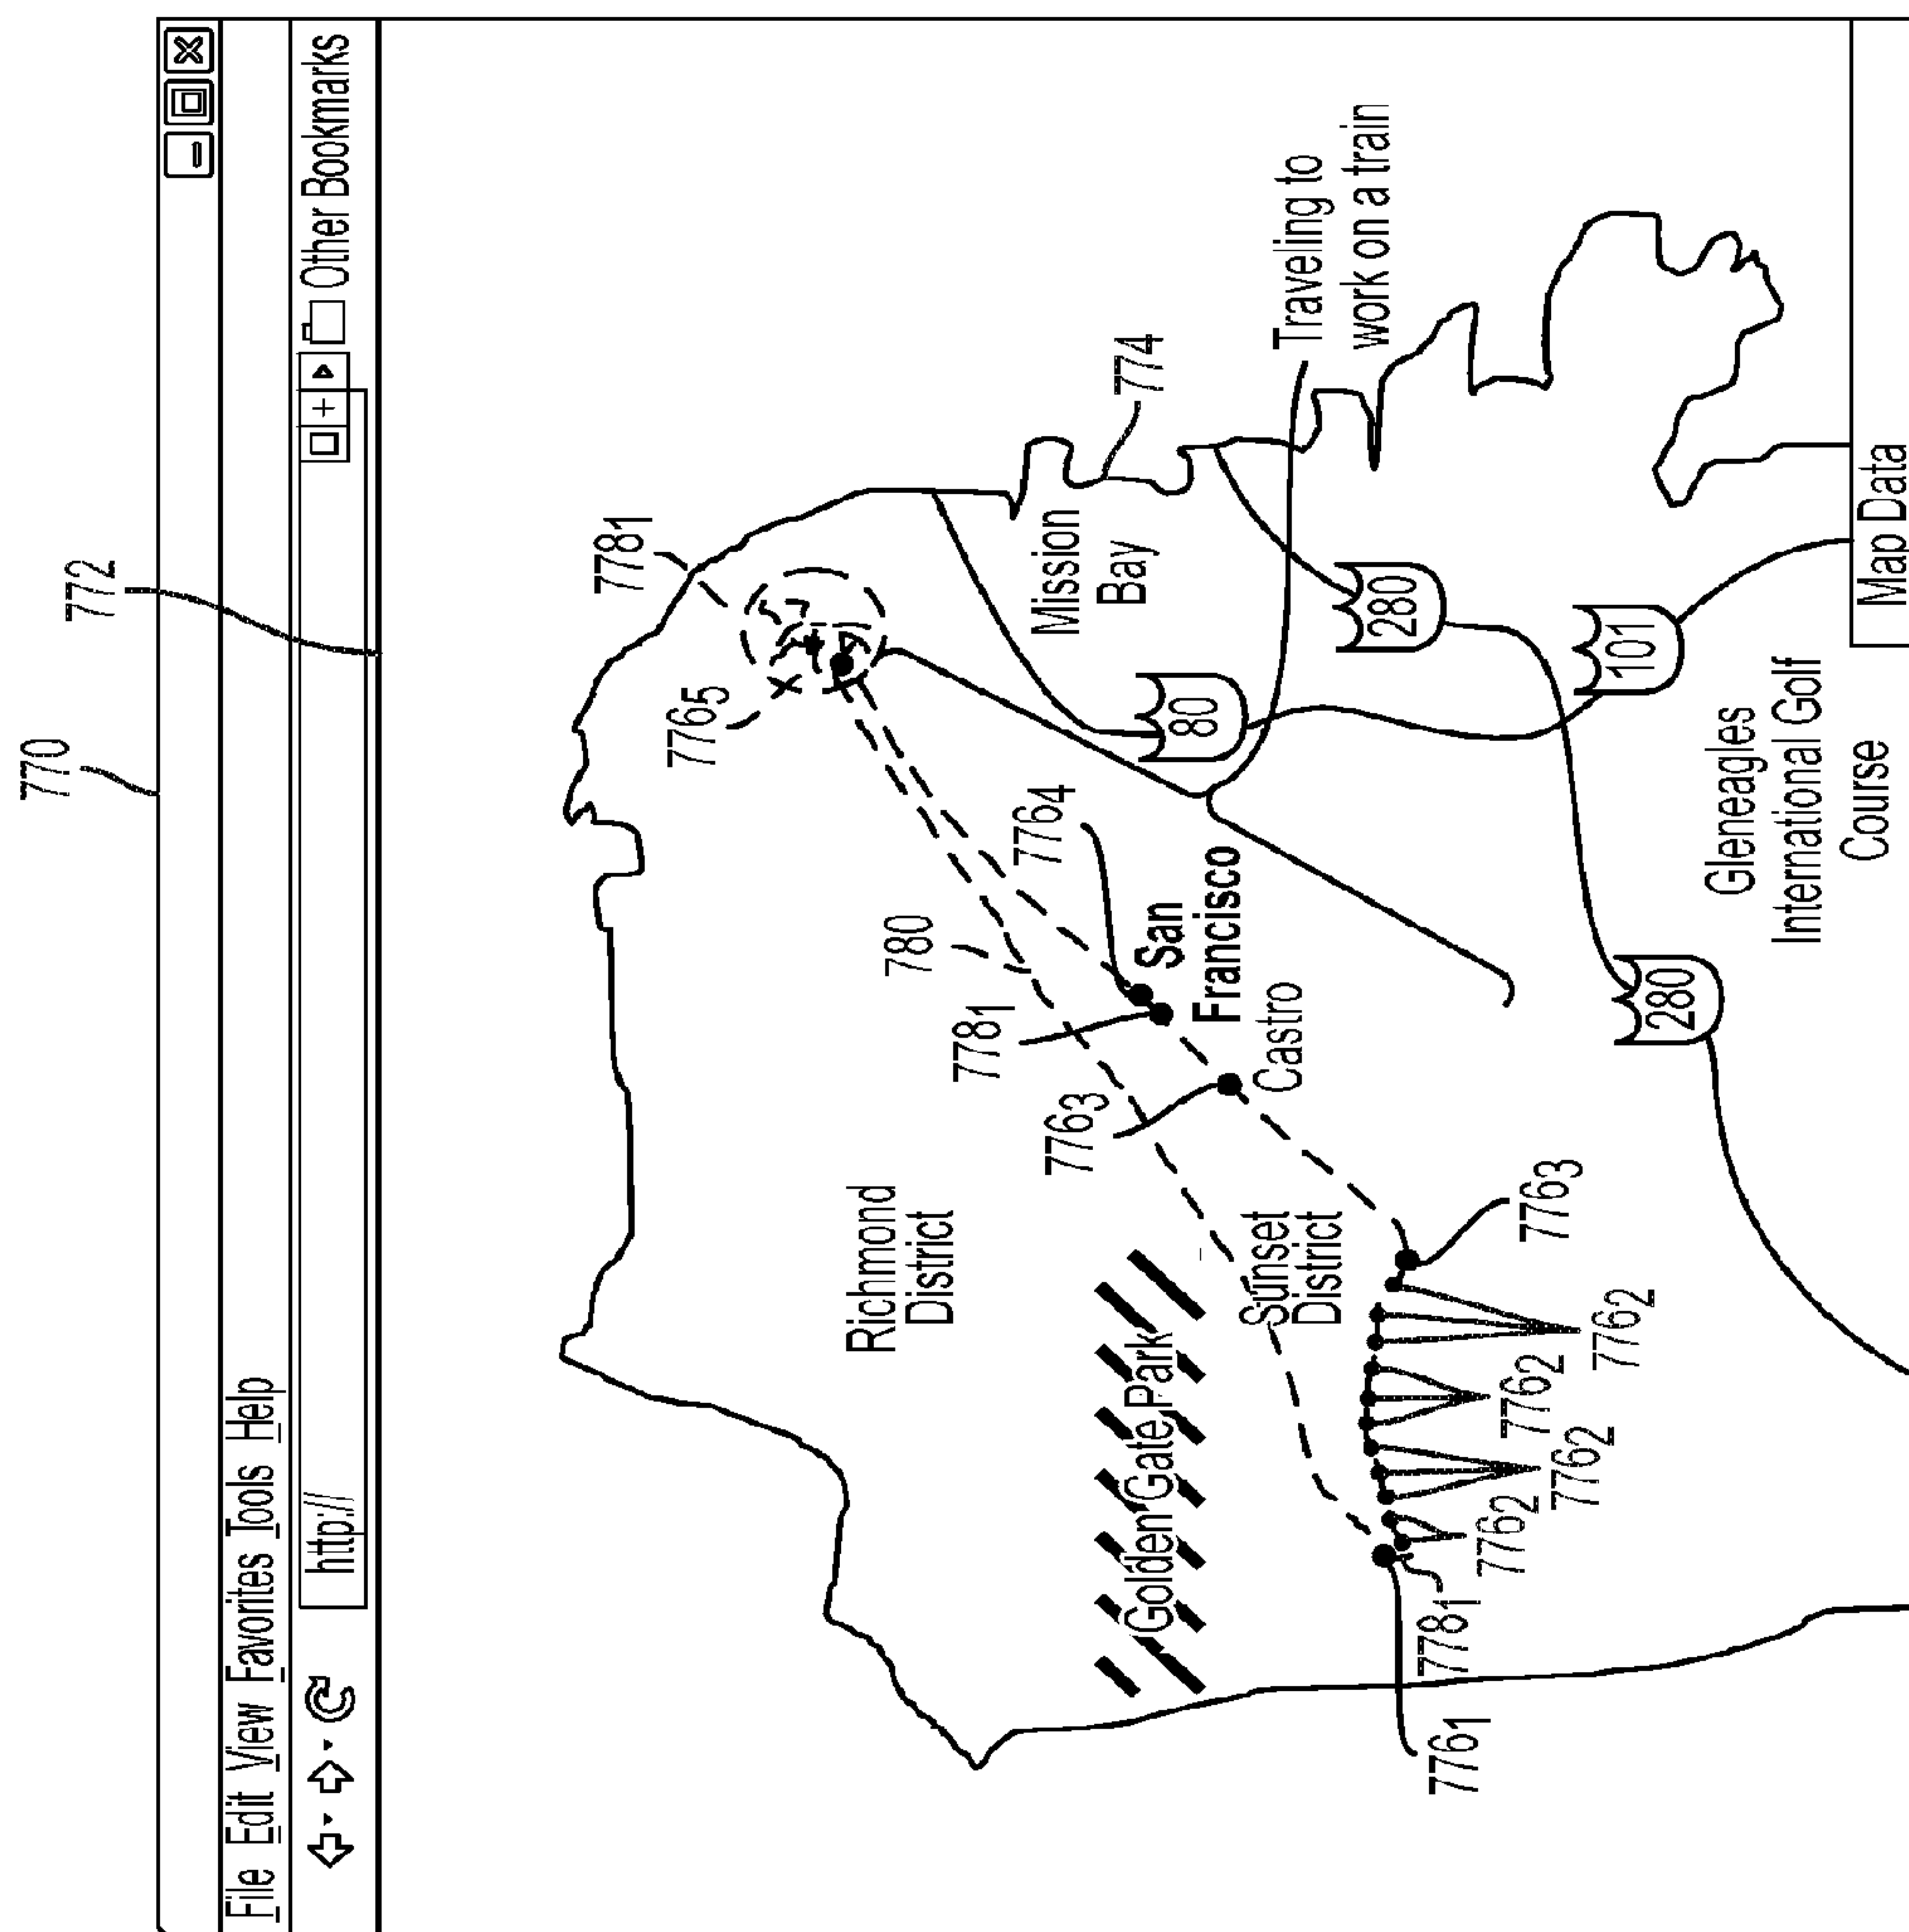 770
772
File Edit View Favorites Tools Help
http://
Other Bookmarks
778₁
776₅
774
Mission
Bay
Traveling to
work on a train
776₄
780
San
Francisco
778₁
Castro
776₃
Richmond
District
Golden Gate Park
Sunset
District
80
280
101
280
776₃
776₂
776₂
776₂
776₂
778₁
776₁
Gleneagles
International Golf
Course
Map Data